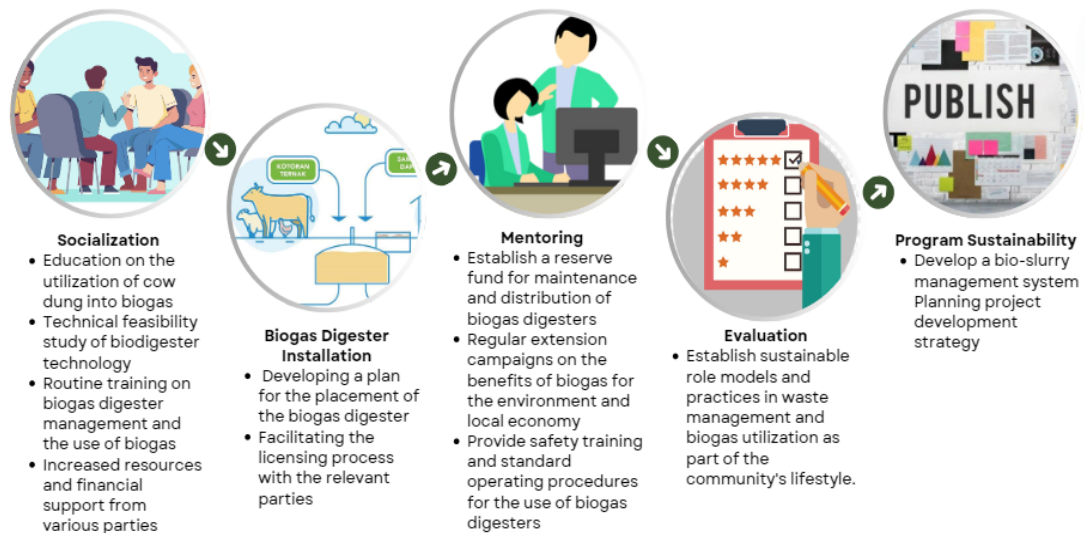 Socialization
• Education on the
utilization of cow
dung into biogas
• Technical feasibility
study of biodigester
technology
• Routine training on
biogas digester
management and
the use of biogas
• Increased resources
and financial
support from
various parties
KOTORAN
TERNAK
Biogas Digester
Installation
• Developing a plan
for the placement of
the biogas digester
• Facilitating the
licensing process
with the relevant
parties
Mentoring
• Establish a reserve
fund for maintenance
and distribution of
biogas digesters
• Regular extension
campaigns on the
benefits of biogas for
the environment and
local economy
• Provide safety training
and standard
operating procedures
for the use of biogas
digesters
Evaluation
• Establish sustainable
role models and
practices in waste
management and
biogas utilization as
part of the
community's lifestyle.
PUBLISH
Program Sustainability
• Develop a bio-slurry
management system
Planning project
development
strategy